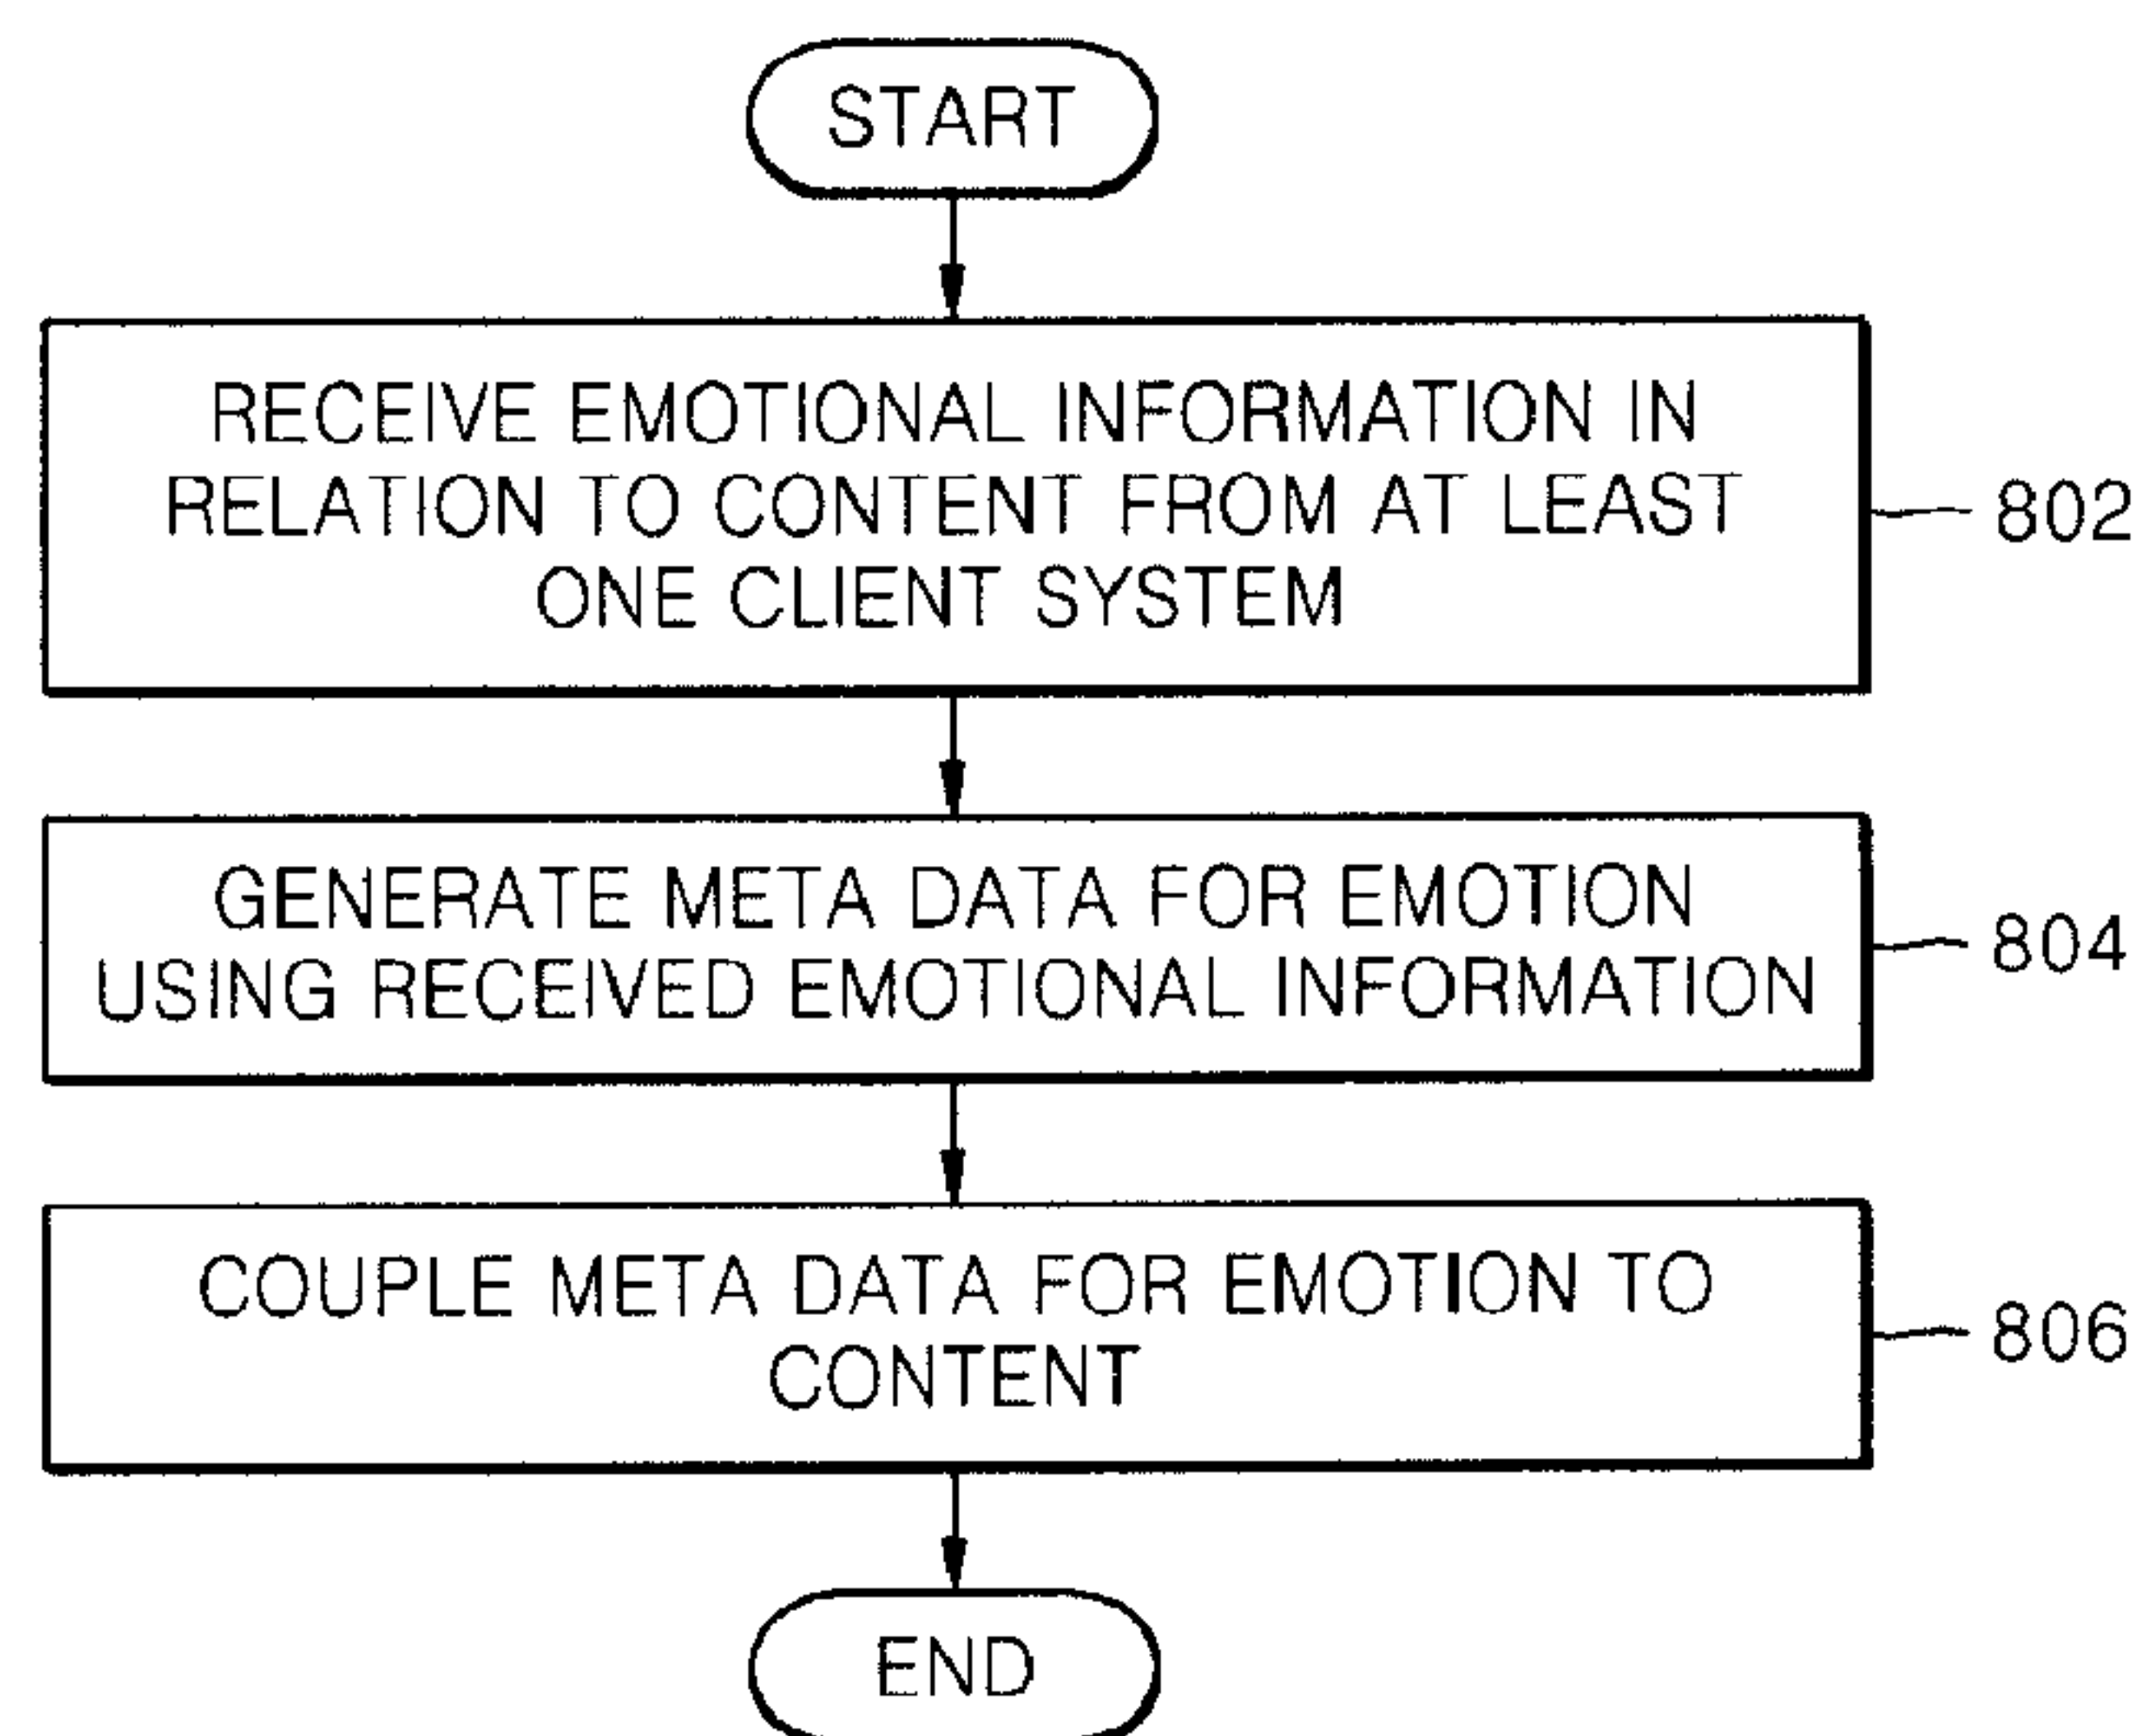 START
RECEIVE EMOTIONAL INFORMATION IN
RELATION TO CONTENT FROM AT LEAST
ONE CLIENT SYSTEM
802
GENERATE META DATA FOR EMOTION
USING RECEIVED EMOTIONAL INFORMATION
804
COUPLE META DATA FOR EMOTION TO
CONTENT
806
END